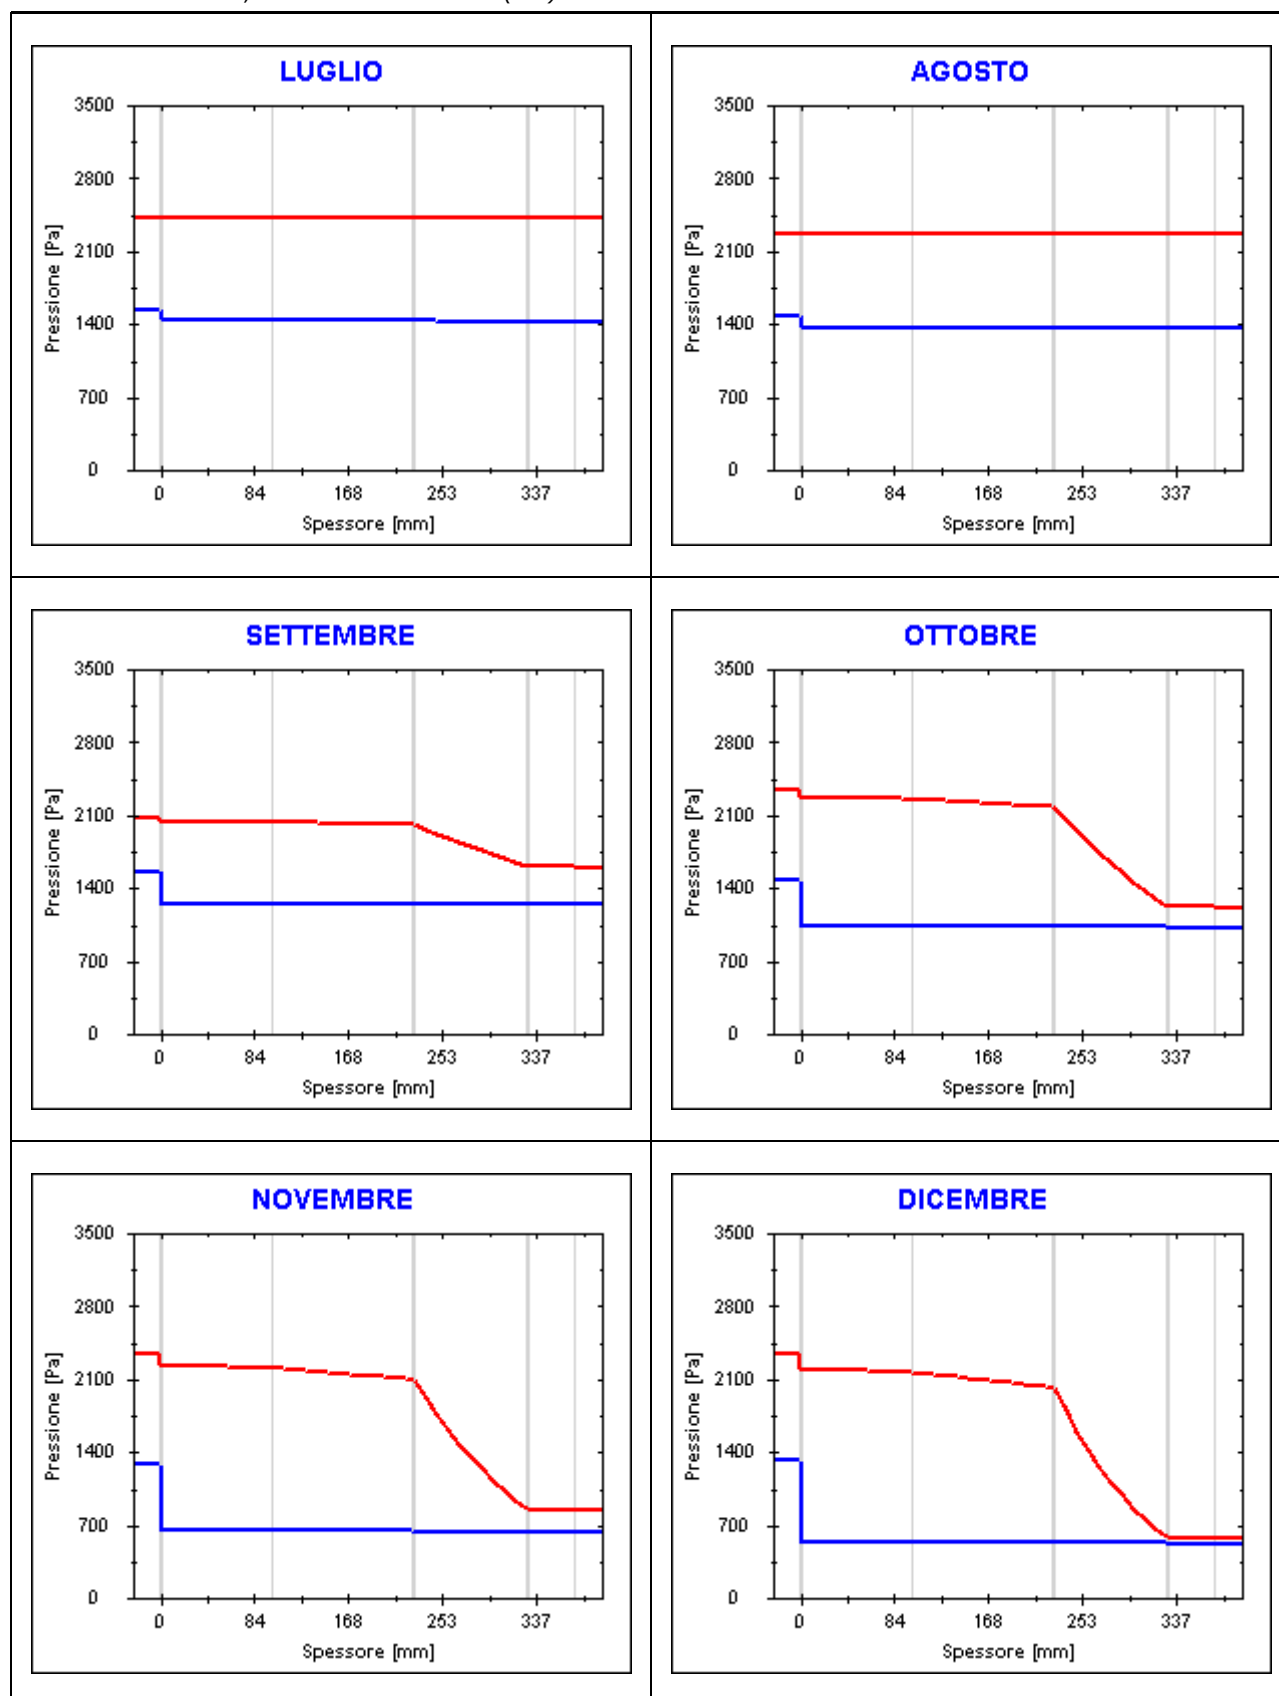 LUGLIO
3500
2800
2100
1400
700
0
Pressione [Pa]
0 84 168 253 337
Spessore [mm]
AGOSTO
3500
2800
2100
1400
700
0
Pressione [Pa]
0 84 168 253 337
Spessore [mm]
SETTEMBRE
3500
2800
2100
1400
700
0
Pressione [Pa]
0 84 168 253 337
Spessore [mm]
OTTOBRE
3500
2800
2100
1400
700
0
Pressione [Pa]
0 84 168 253 337
Spessore [mm]
NOVEMBRE
3500
2800
2100
1400
700
0
Pressione [Pa]
0 84 168 253 337
Spessore [mm]
DICEMBRE
3500
2800
2100
1400
700
0
Pressione [Pa]
0 84 168 253 337
Spessore [mm]